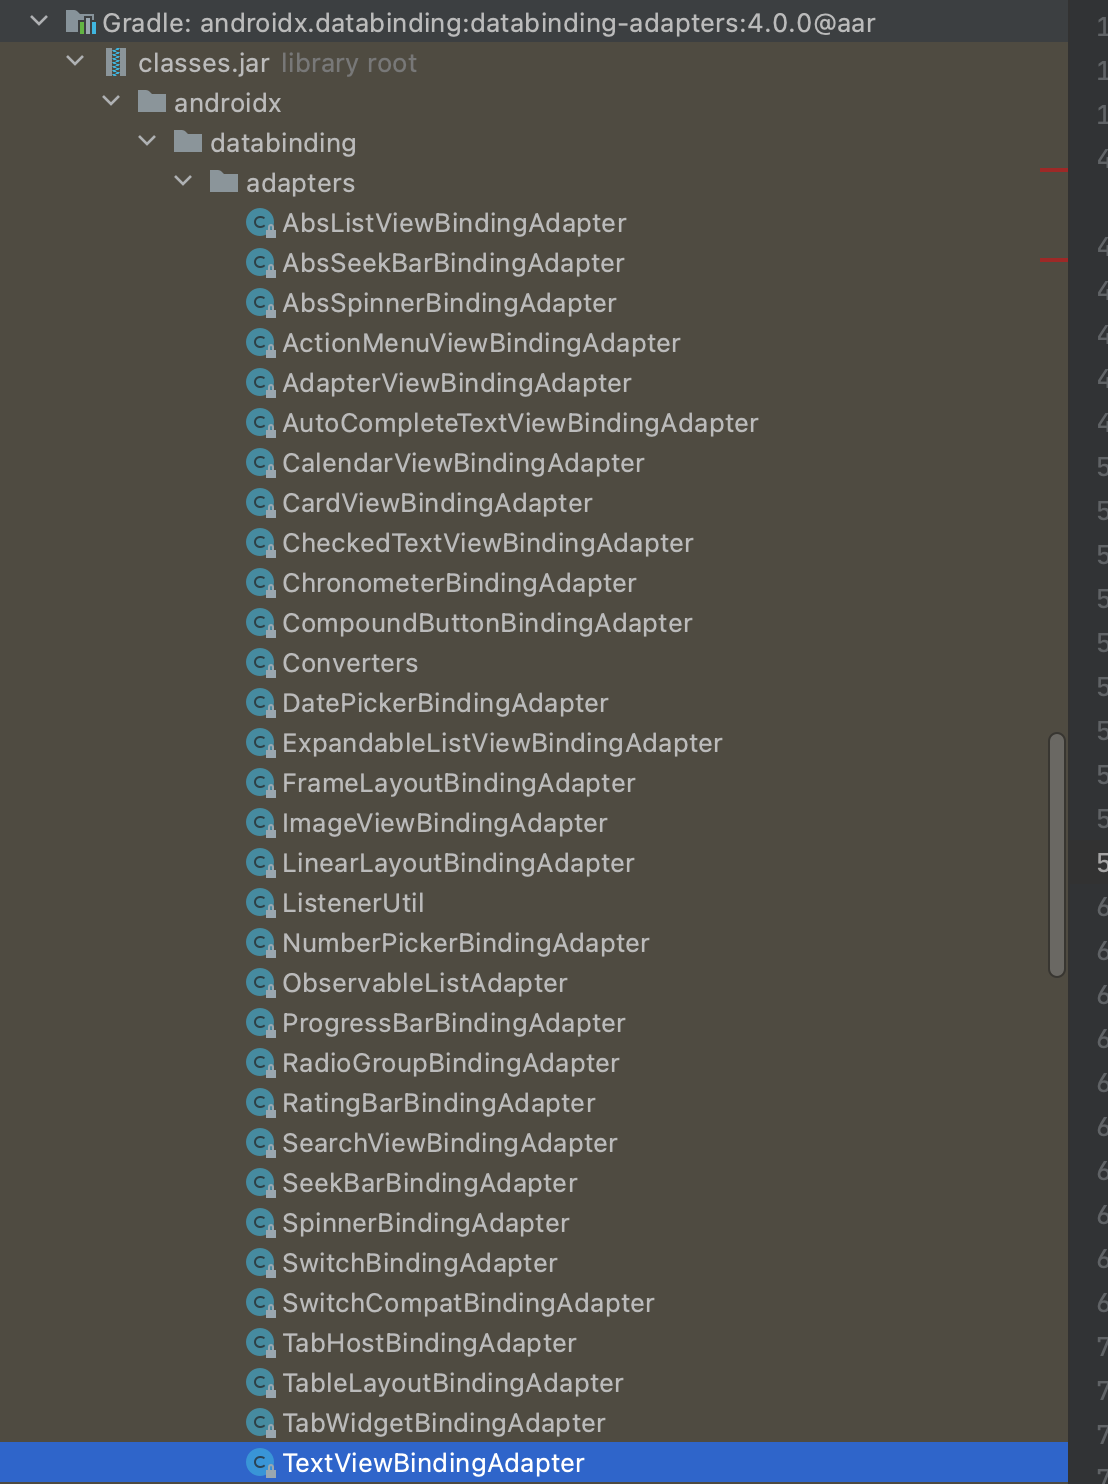 Gradle: androidx.databinding:databinding-adapters:4.0.0@aar
classes.jar library root
androidx
databinding
adapters
AbsListViewBindingAdapter
AbsSeekBarBindingAdapter
AbsSpinnerBindingAdapter
ActionMenuViewBindingAdapter
AdapterViewBindingAdapter
AutoCompleteTextViewBindingAdapter
CalendarViewBindingAdapter
CardViewBindingAdapter
CheckedTextViewBindingAdapter
ChronometerBindingAdapter
CompoundButtonBindingAdapter
Converters
DatePickerBindingAdapter
ExpandableListViewBindingAdapter
FrameLayoutBindingAdapter
ImageViewBindingAdapter
LinearLayoutBindingAdapter
ListenerUtil
NumberPickerBindingAdapter
ObservableListAdapter
ProgressBarBindingAdapter
RadioGroupBindingAdapter
RatingBarBindingAdapter
SearchViewBindingAdapter
SeekBarBindingAdapter
SpinnerBindingAdapter
SwitchBindingAdapter
SwitchCompatBindingAdapter
TabHostBindingAdapter
TableLayoutBindingAdapter
TabWidgetBindingAdapter
TextViewBindingAdapter